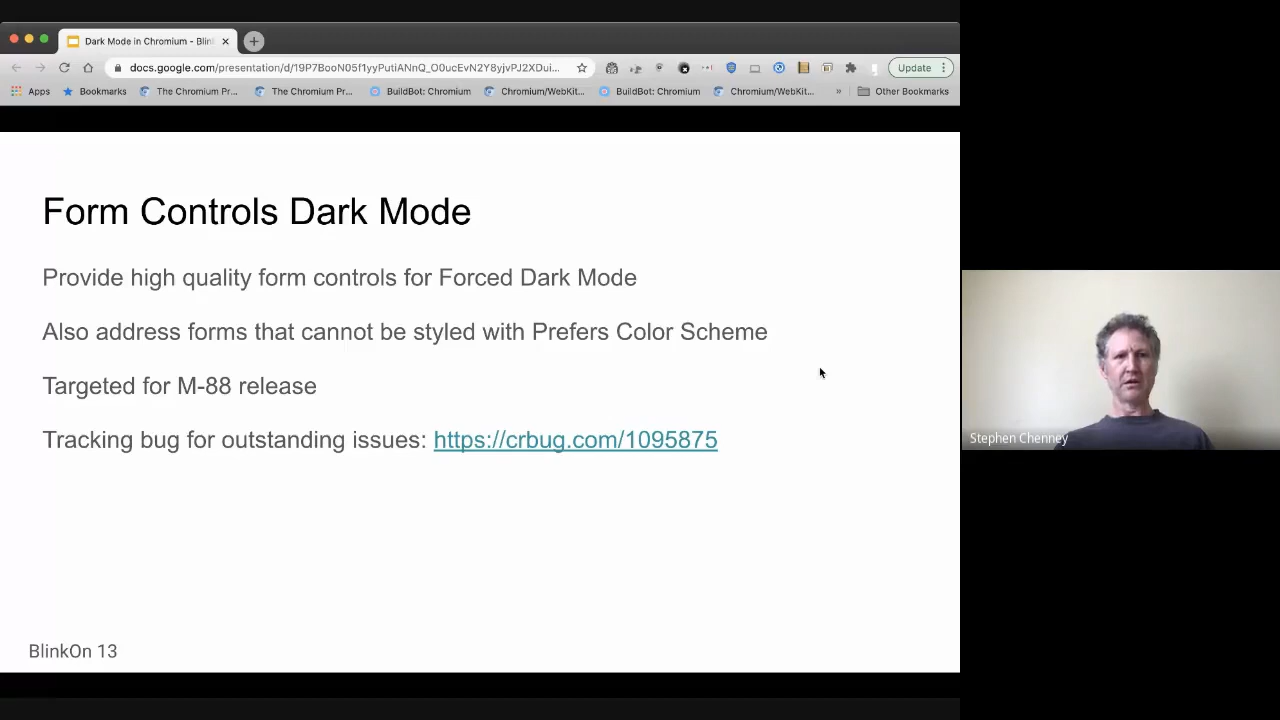 Dark Mode in Chromium - Blin
docs.google.com/presentation/d/19P7BooN05f1yyPutiANnQ_O0ucEvN2Y8yjvPJ2XDui...
Update
Apps
Bookmarks
The Chromium Pr...
The Chromium Pr...
BuildBot: Chromium
Chromium/WebKit...
BuildBot: Chromium
Chromium/WebKit...
»
Other Bookmarks
Form Controls Dark Mode
Provide high quality form controls for Forced Dark Mode
Also address forms that cannot be styled with Prefers Color Scheme
Targeted for M-88 release
Tracking bug for outstanding issues: https://crbug.com/1095875
Stephen Chenney
BlinkOn 13